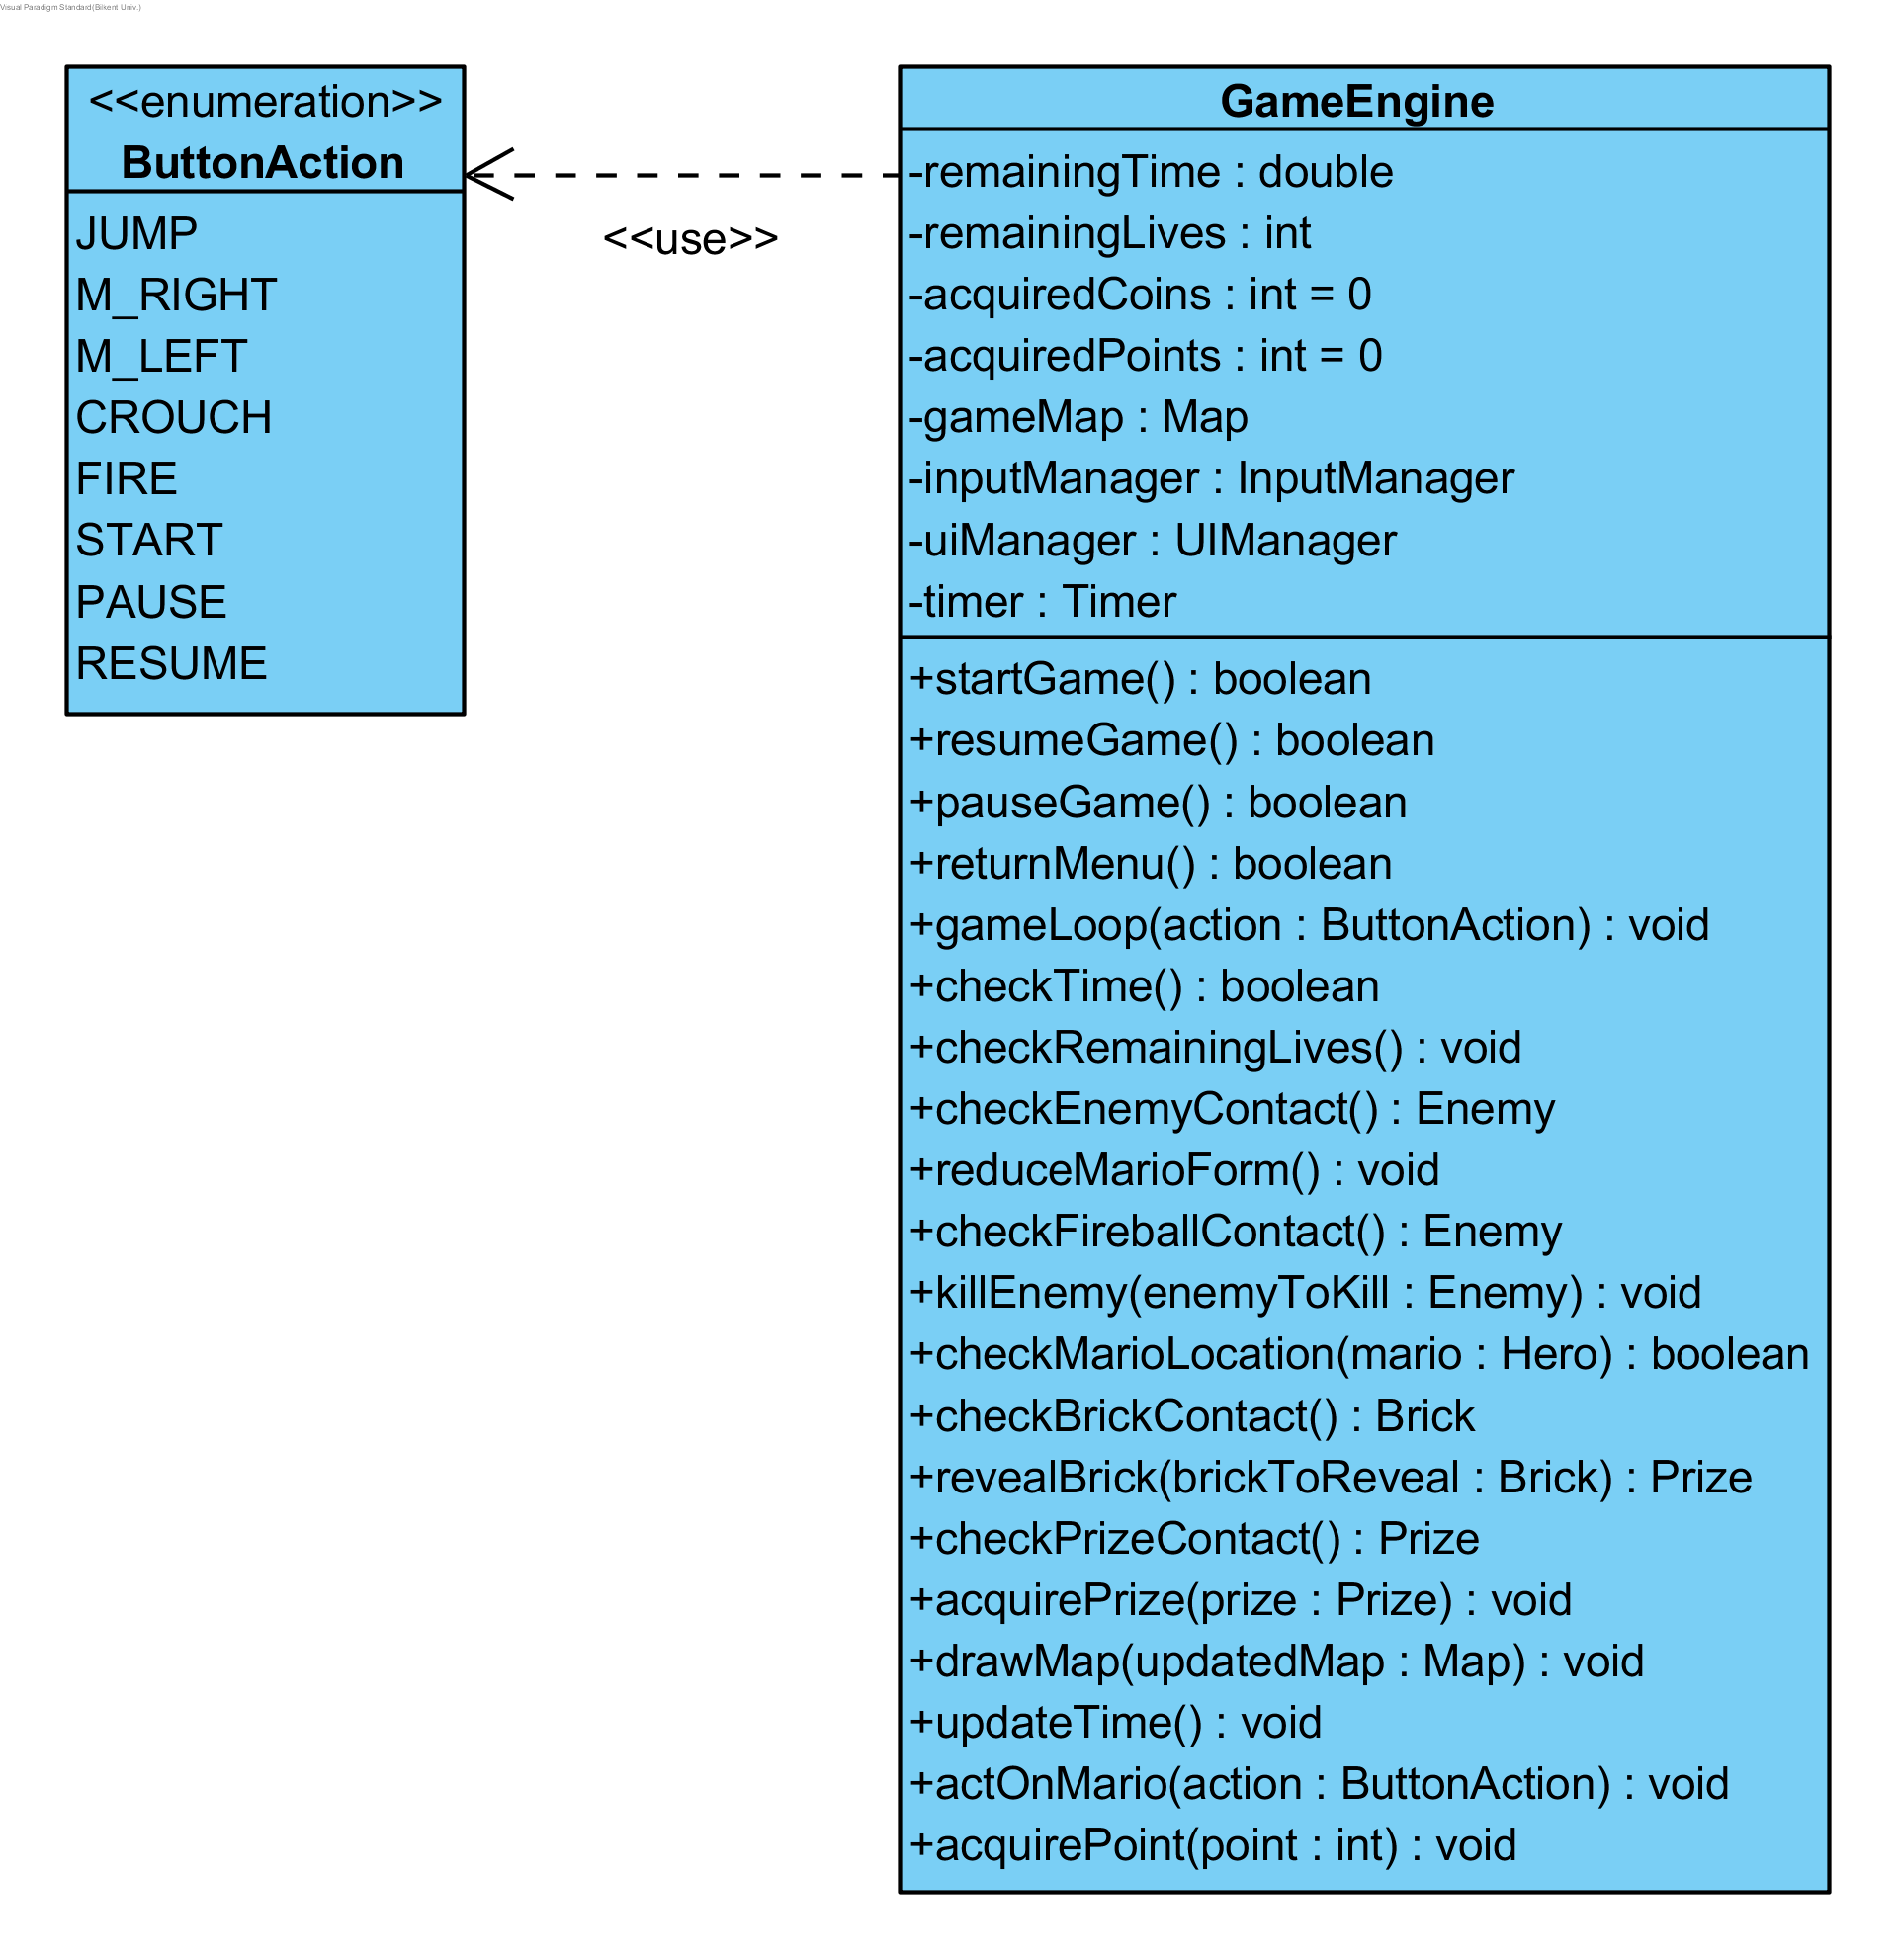 Visual Paradigm Standard(Bilkent Univ.)
<<enumeration>>
ButtonAction
JUMP
M_RIGHT
M_LEFT
CROUCH
FIRE
START
PAUSE
RESUME
<<use>>
GameEngine
-remainingTime : double
-remainingLives : int
-acquiredCoins : int = 0
-acquiredPoints : int = 0
-gameMap : Map
-inputManager : InputManager
-uiManager : UIManager
-timer : Timer
+startGame() : boolean
+resumeGame() : boolean
+pauseGame() : boolean
+returnMenu() : boolean
+gameLoop(action : ButtonAction) : void
+checkTime() : boolean
+checkRemainingLives() : void
+checkEnemyContact() : Enemy
+reduceMarioForm() : void
+checkFireballContact() : Enemy
+killEnemy(enemyToKill : Enemy) : void
+checkMarioLocation(mario : Hero) : boolean
+checkBrickContact() : Brick
+revealBrick(brickToReveal : Brick) : Prize
+checkPrizeContact() : Prize
+acquirePrize(prize : Prize) : void
+drawMap(updatedMap : Map) : void
+updateTime() : void
+actOnMario(action : ButtonAction) : void
+acquirePoint(point : int) : void